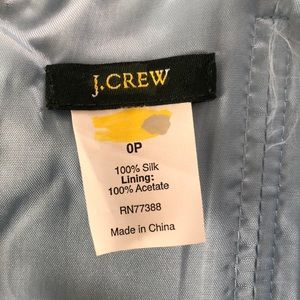 J.CREW
0P
100% Silk
Lining:
100% Acetate
RN77388
Made in China